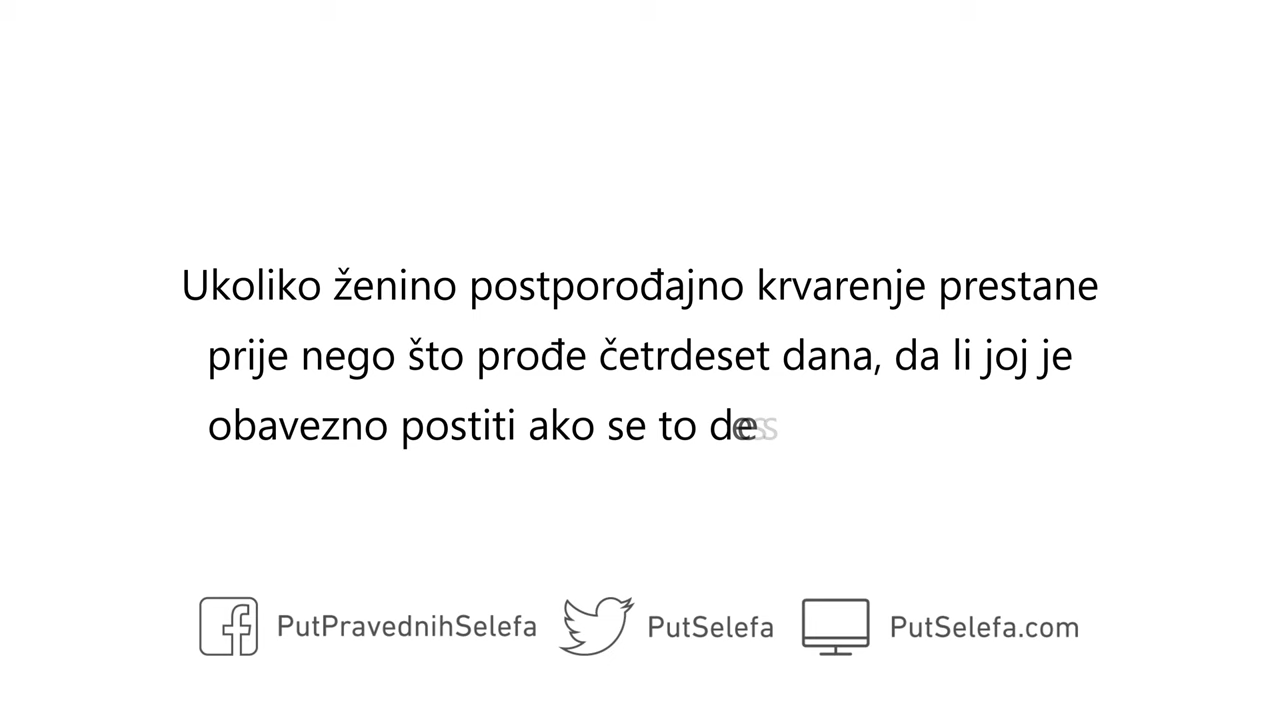 Ukoliko ženino postporođajno krvarenje prestane
prije nego što prođe četrdeset dana, da li joj je
obavezno postiti ako se to
PutPravednihSelefa PutSelefa PutSelefa.com